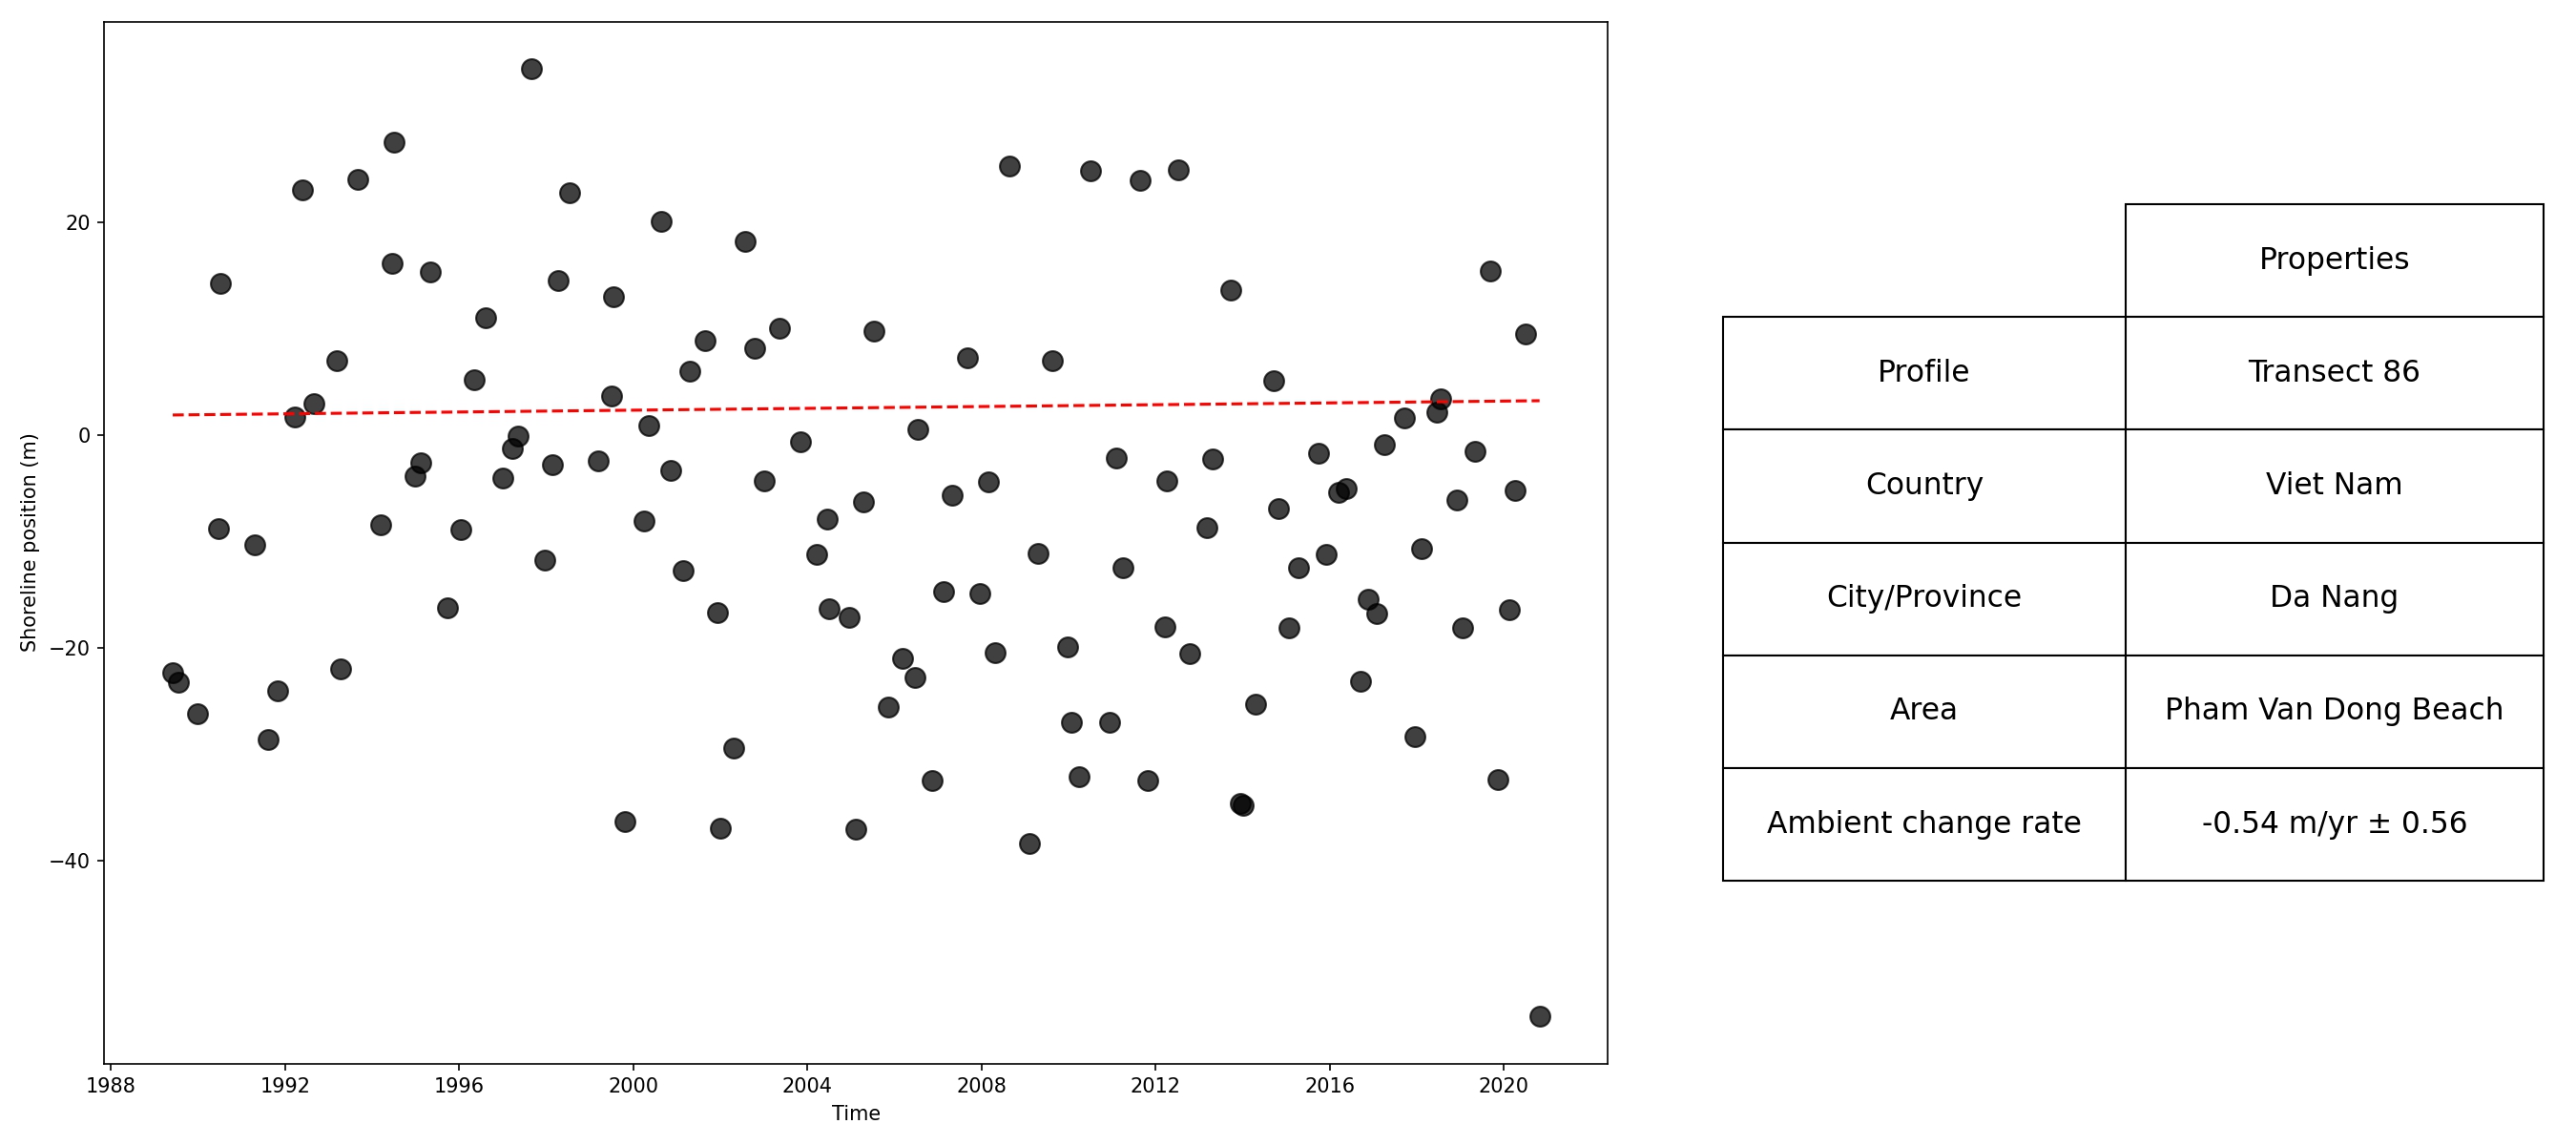 20
0
−20
−40
Shoreline position (m)
1988 1992 1996 2000 2004 2008 2012 2016 2020
Time
Properties
Profile Transect 86
Country Viet Nam
City/Province Da Nang
Area Pham Van Dong Beach
Ambient change rate -0.54 m/yr ± 0.56